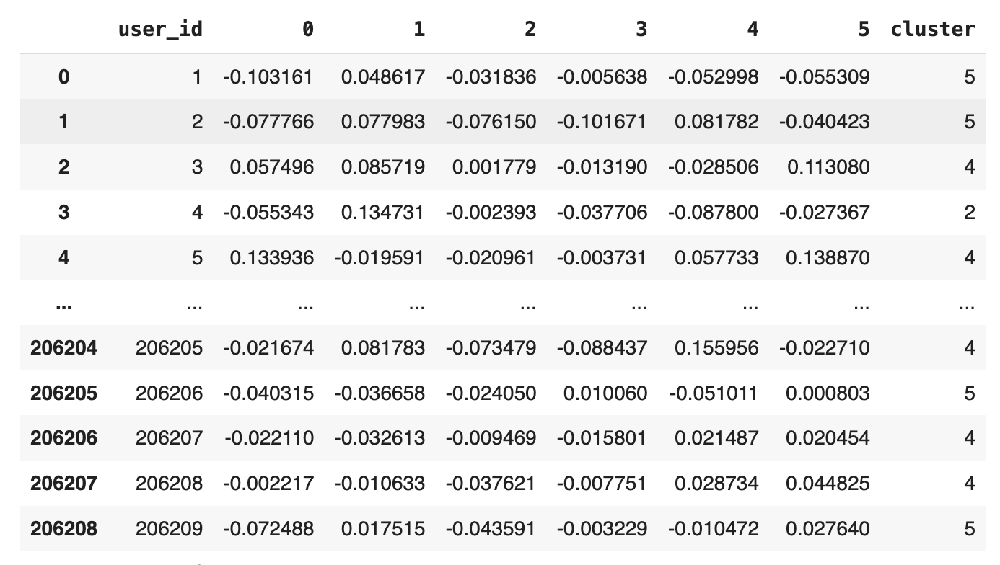 user_id 0 1 2 3 4 5 cluster
0 1 -0.103161 0.048617 -0.031836 -0.005638 -0.052998 -0.055309 5
1 2 -0.077766 0.077983 -0.076150 -0.101671 0.081782 -0.040423 5
2 3 0.057496 0.085719 0.001779 -0.013190 -0.028506 0.113080 4
3 4 -0.055343 0.134731 -0.002393 -0.037706 -0.087800 -0.027367 2
4 5 0.133936 -0.019591 -0.020961 -0.003731 0.057733 0.138870 4
... ... ... ... ... ... ... ... ...
206204 206205 -0.021674 0.081783 -0.073479 -0.088437 0.155956 -0.022710 4
206205 206206 -0.040315 -0.036658 -0.024050 0.010060 -0.051011 0.000803 5
206206 206207 -0.022110 -0.032613 -0.009469 -0.015801 0.021487 0.020454 4
206207 206208 -0.002217 -0.010633 -0.037621 -0.007751 0.028734 0.044825 4
206208 206209 -0.072488 0.017515 -0.043591 -0.003229 -0.010472 0.027640 5